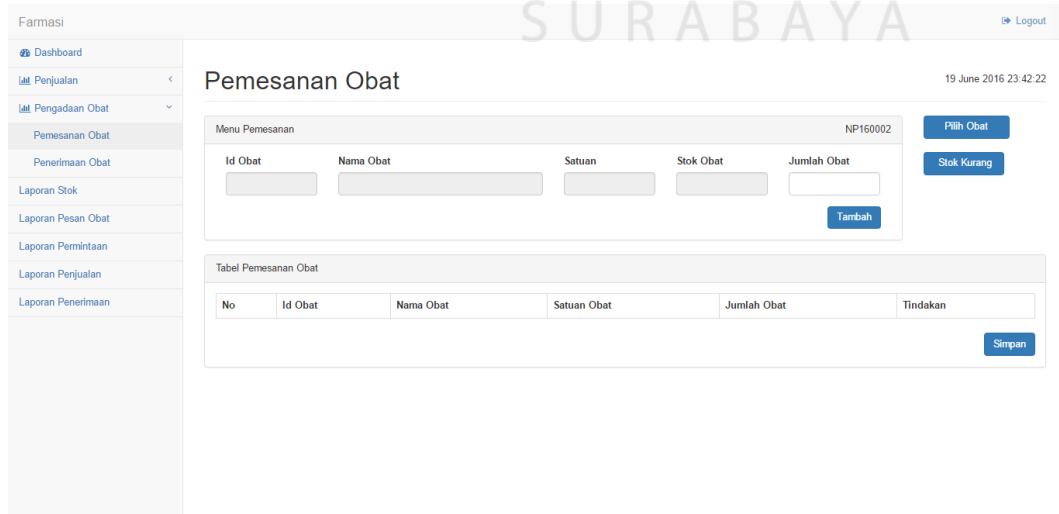 SURABAYA
Farmasi
Logout
Dashboard
Penjualan
Pengadaan Obat
Pemesanan Obat
Penerimaan Obat
Laporan Stok
Laporan Pesan Obat
Laporan Permintaan
Laporan Penjualan
Laporan Penerimaan
Pemesanan Obat
19 June 2016 23:42:22
Menu Pemesanan NP160002
Id Obat Nama Obat Satuan Stok Obat Jumlah Obat
Tambah
Pilih Obat
Stok Kurang
Tabel Pemesanan Obat
No Id Obat Nama Obat Satuan Obat Jumlah Obat Tindakan
Simpan